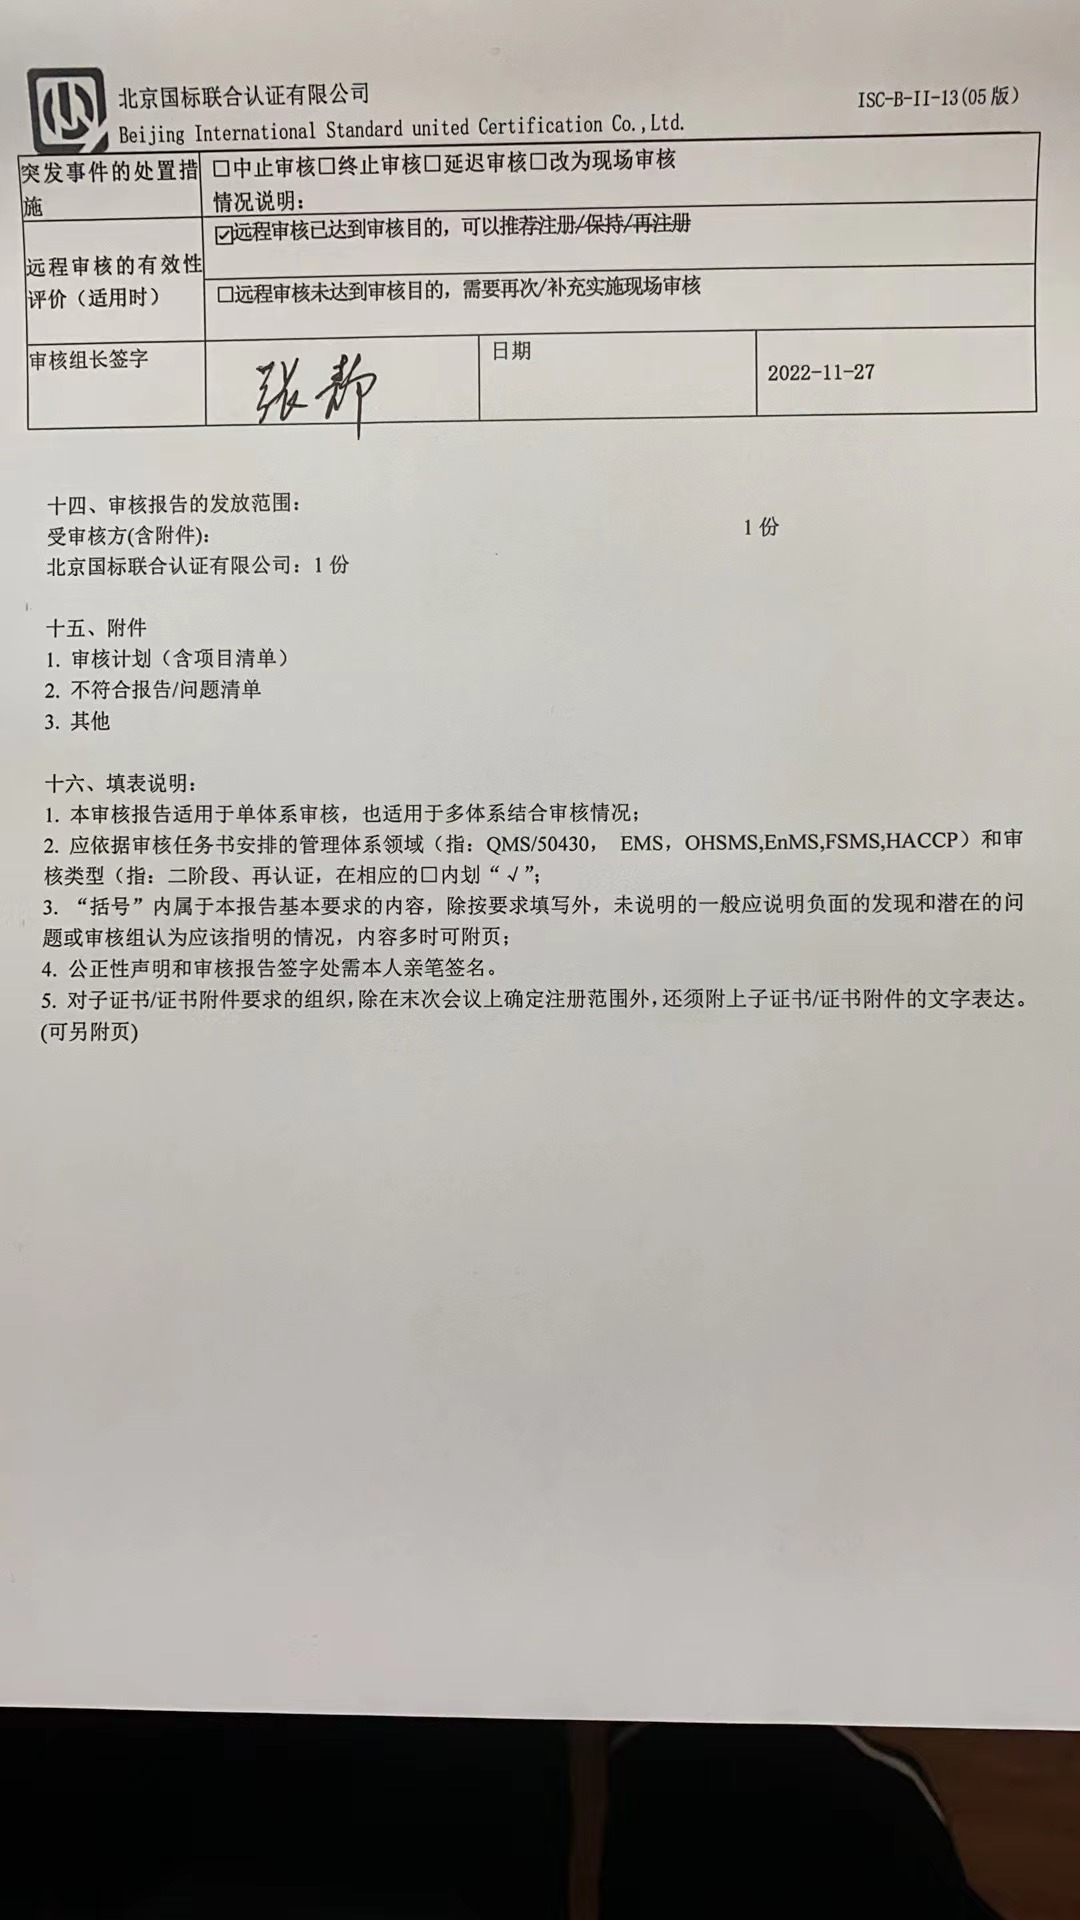 北京国标联合认证有限公司
ISC-B-II-13(05版)
Beijing International Standard united Certification Co.,Ltd.
突发事件的处置措施
□中止审核□终止审核□延迟审核□改为现场审核
情况说明：
远程审核的有效性评价（适用时）
☑远程审核已达到审核目的，可以推荐注册/保持/再注册
□远程审核未达到审核目的，需要再次/补充实施现场审核
审核组长签字
张静
日期
2022-11-27
十四、审核报告的发放范围：
受审核方(含附件)： 1 份
北京国标联合认证有限公司：1 份
十五、附件
1. 审核计划（含项目清单）
2. 不符合报告/问题清单
3. 其他
十六、填表说明：
1. 本审核报告适用于单体系审核，也适用于多体系结合审核情况；
2. 应依据审核任务书安排的管理体系领域（指：QMS/50430， EMS，OHSMS,EnMS,FSMS,HACCP）和审
核类型（指：二阶段、再认证，在相应的□内划“√”；
3. “括号”内属于本报告基本要求的内容，除按要求填写外，未说明的一般应说明负面的发现和潜在的问
题或审核组认为应该指明的情况，内容多时可附页；
4. 公正性声明和审核报告签字处需本人亲笔签名。
5. 对子证书/证书附件要求的组织，除在末次会议上确定注册范围外，还须附上子证书/证书附件的文字表达。
(可另附页)